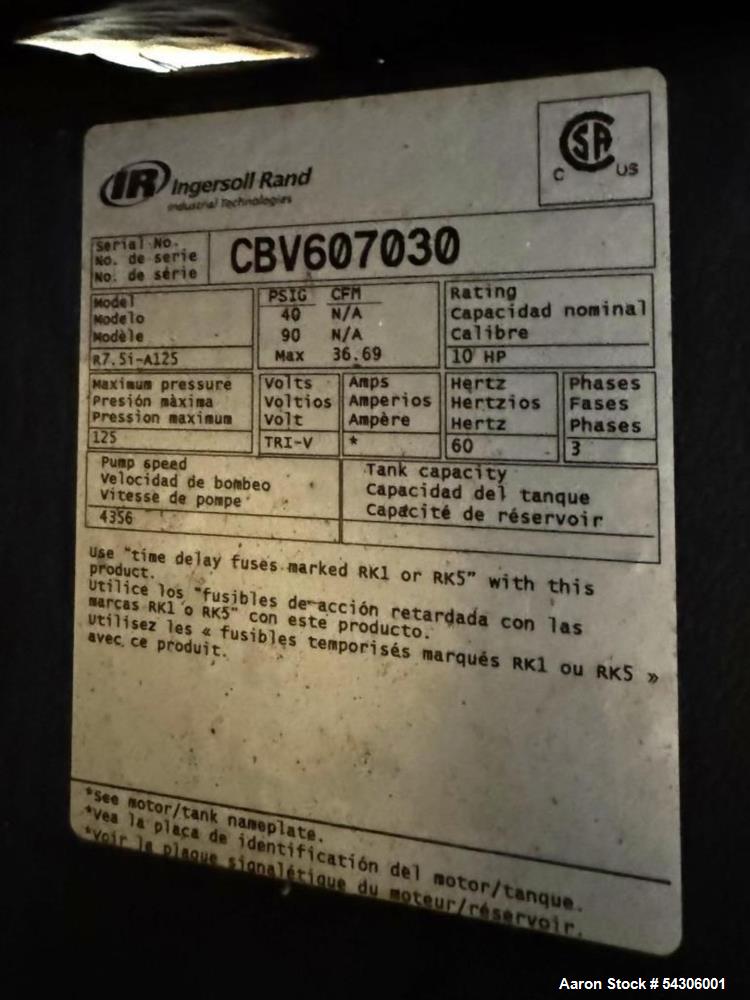 IR Ingersoll Rand
Industrial Technologies
CSA
C US
Serial No.
No. de serie
No. de série
CBV607030
Model
Modelo
Modèle
R7.5i-A125
PSIG CFM
40 N/A
90 N/A
Max 36.69
Rating
Capacidad nominal
Calibre
10 HP
Maximum pressure
Presión màxima
Pression maximum
125
Volts
Voltios
Volt
TRI-V
Amps
Amperios
Ampère
*
Hertz
Hertzios
Hertz
60
Phases
Fases
Phases
3
Pump speed
Velocidad de bombeo
Vitesse de pompe
4356
Tank capacity
Capacidad del tanque
Capacité de réservoir
Use "time delay fuses marked RK1 or RK5" with this
product.
Utilice los "fusibles de acción retardada con las
marcas RK1 o RK5" con este producto.
Utilisez les « fusibles temporisés marqués RK1 ou RK5 »
avec ce produit.
*See motor/tank nameplate.
*Vea la placa de identificación del motor/tanque.
*Voir la plaque signalétique du moteur/réservoir.
Aaron Stock # 54306001